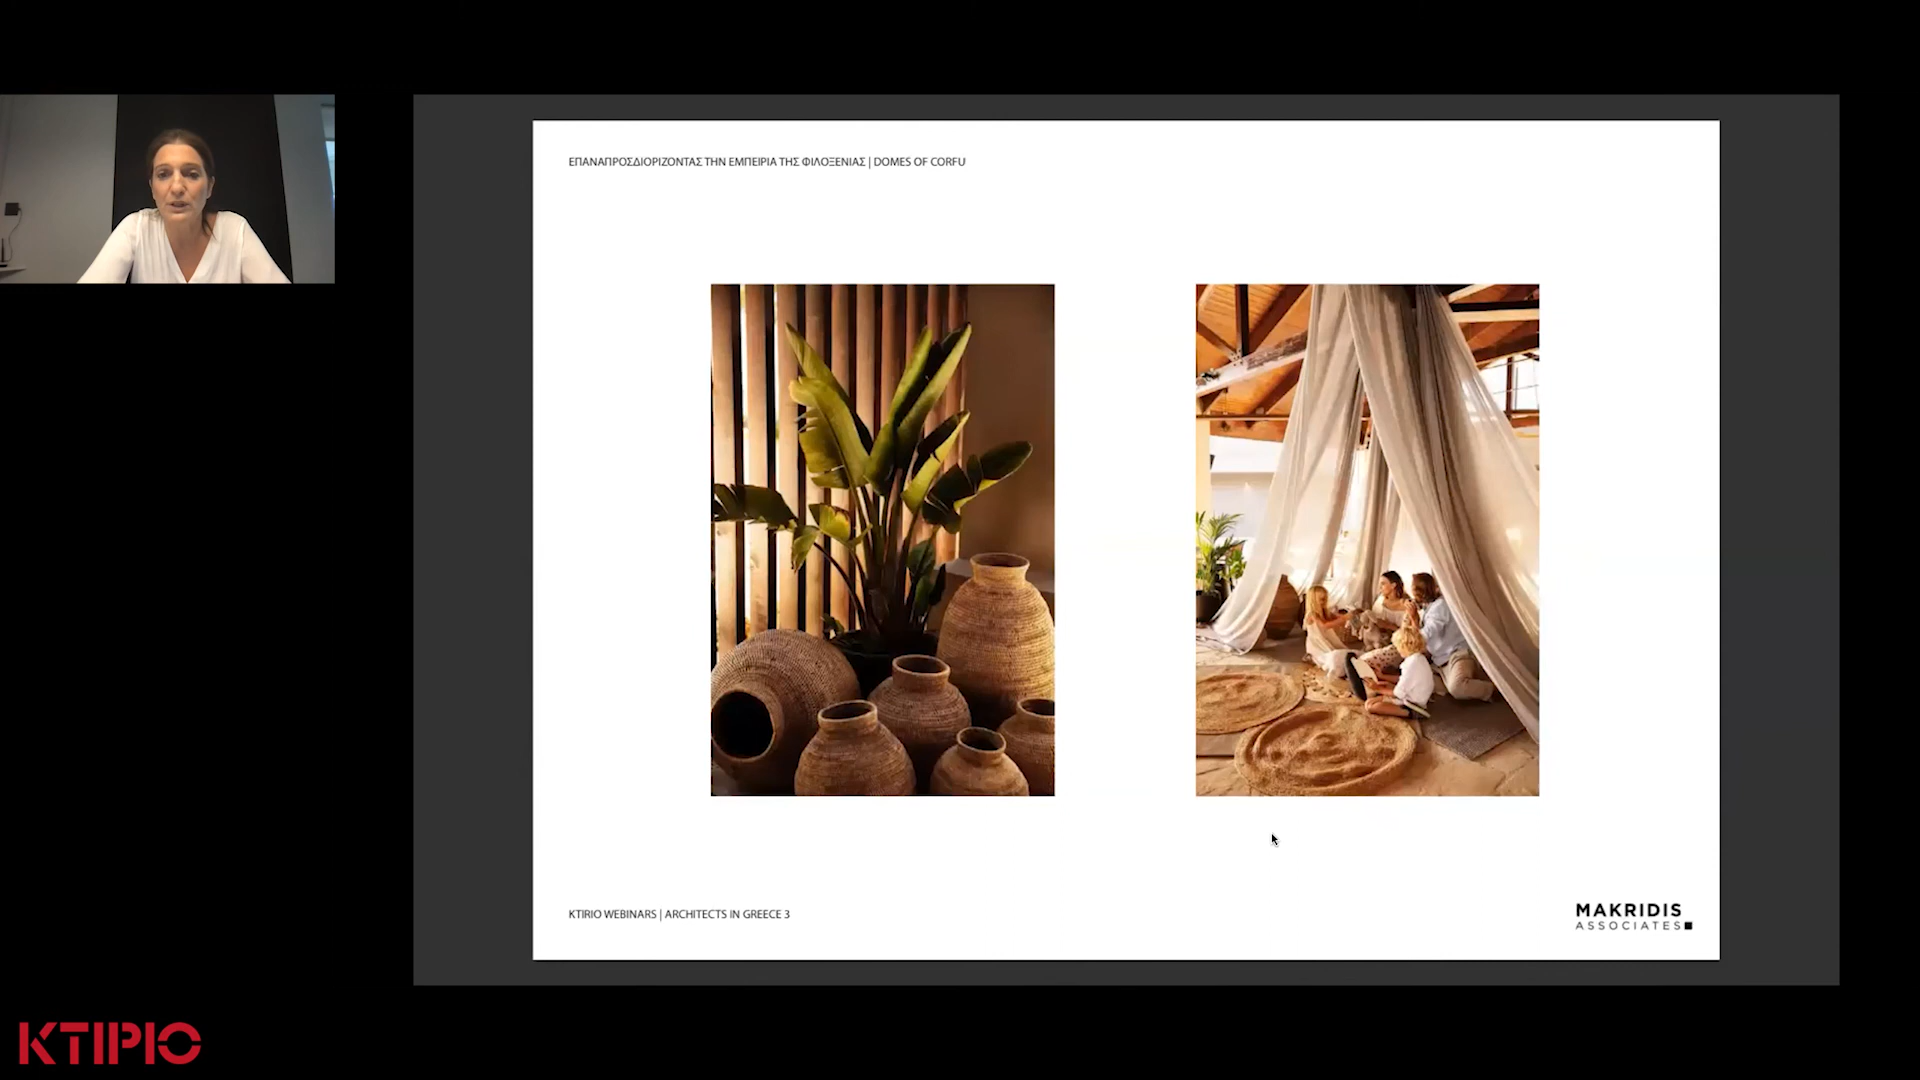 ΕΠΑΝΑΠΡΟΣΔΙΟΡΙΖΟΝΤΑΣ ΤΗΝ ΕΜΠΕΙΡΙΑ ΤΗΣ ΦΙΛΟΞΕΝΙΑΣ | DOMES OF CORFU
KTIRIO WEBINARS | ARCHITECTS IN GREECE 3
MAKRIDIS
ASSOCIATES
ΚΤΙΡΙΟ